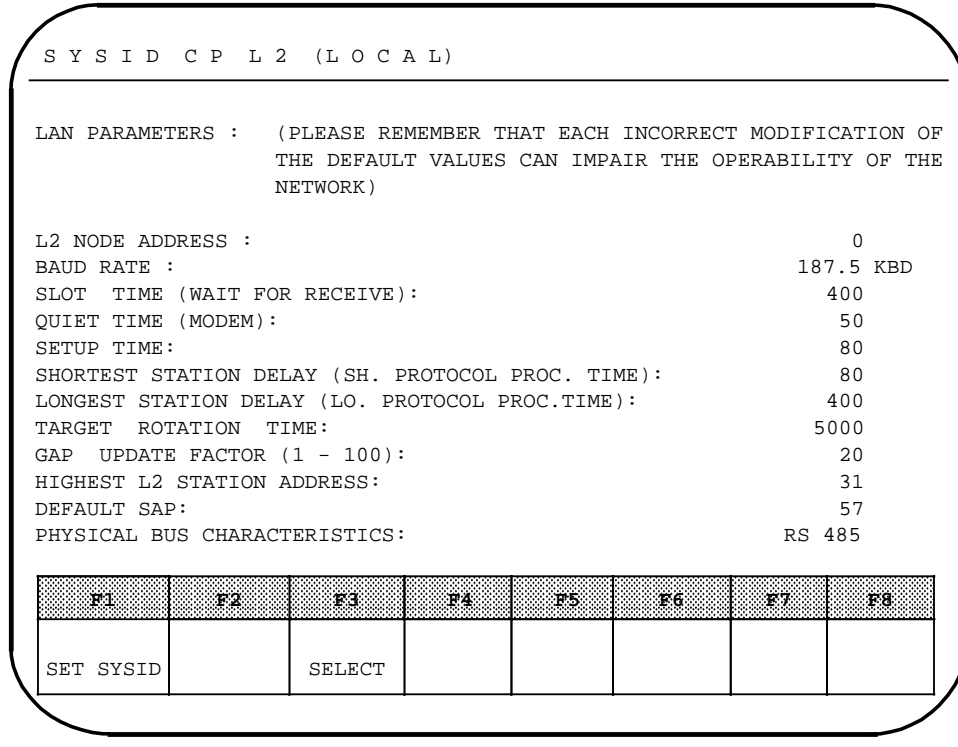 S Y S I D C P L 2 (L O C A L)
LAN PARAMETERS : (PLEASE REMEMBER THAT EACH INCORRECT MODIFICATION OF
THE DEFAULT VALUES CAN IMPAIR THE OPERABILITY OF THE
NETWORK)
L2 NODE ADDRESS : 0
BAUD RATE : 187.5 KBD
SLOT TIME (WAIT FOR RECEIVE): 400
QUIET TIME (MODEM): 50
SETUP TIME: 80
SHORTEST STATION DELAY (SH. PROTOCOL PROC. TIME): 80
LONGEST STATION DELAY (LO. PROTOCOL PROC.TIME): 400
TARGET ROTATION TIME: 5000
GAP UPDATE FACTOR (1 - 100): 20
HIGHEST L2 STATION ADDRESS: 31
DEFAULT SAP: 57
PHYSICAL BUS CHARACTERISTICS: RS 485
F1 F2 F3 F4 F5 F6 F7 F8
SET SYSID SELECT